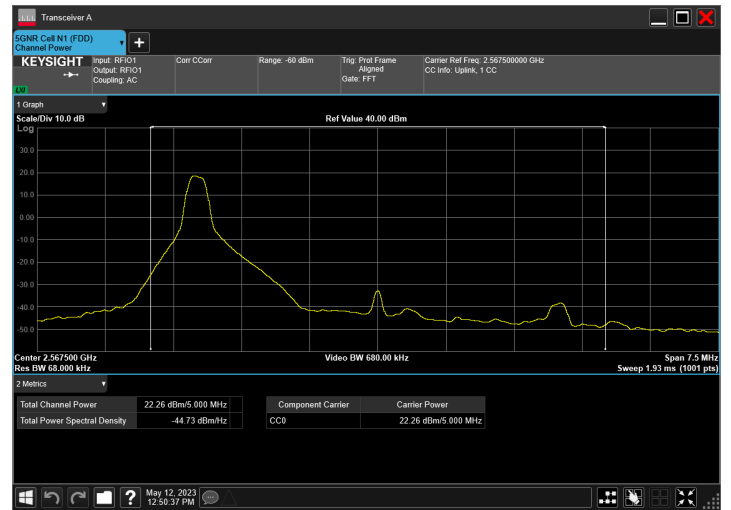 Transceiver A
5GNR Cell N1 (FDD)
Channel Power
KEYSIGHT
LXI
Input: RFIO1
Output: RFIO1
Coupling: AC
Corr CCorr
Range: -60 dBm
Trig: Prot Frame
Aligned
Gate: FFT
Carrier Ref Freq: 2.567500000 GHz
CC Info: Uplink, 1 CC
1 Graph
Scale/Div 10.0 dB
Ref Value 40.00 dBm
Log
30.0
20.0
10.0
0.00
-10.0
-20.0
-30.0
-40.0
-50.0
Center 2.567500 GHz
Video BW 680.00 kHz
Span 7.5 MHz
Res BW 68.000 kHz
Sweep 1.93 ms (1001 pts)
2 Metrics
Total Channel Power 22.26 dBm/5.000 MHz
Total Power Spectral Density -44.73 dBm/Hz
Component Carrier Carrier Power
CC0 22.26 dBm/5.000 MHz
?
May 12, 2023
12:50:37 PM